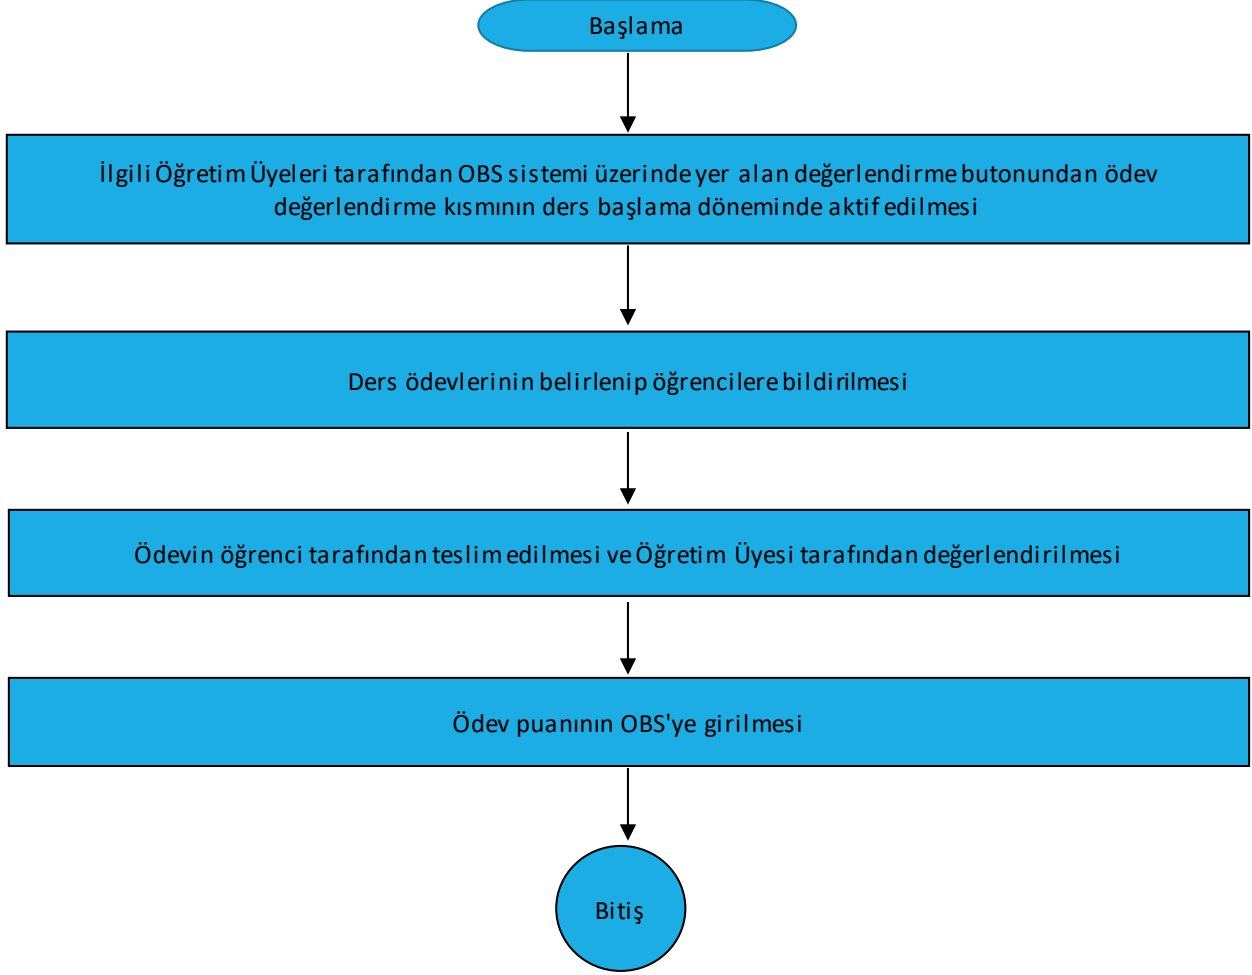 Başlama
İlgili Öğretim Üyeleri tarafından OBS sistemi üzerinde yer alan değerlendirme butonundan ödev
değerlendirme kısmının ders başlama döneminde aktif edilmesi
Ders ödevlerinin belirlenip öğrencilere bildirilmesi
Ödevin öğrenci tarafından teslim edilmesi ve Öğretim Üyesi tarafından değerlendirilmesi
Ödev puanının OBS'ye girilmesi
Bitiş